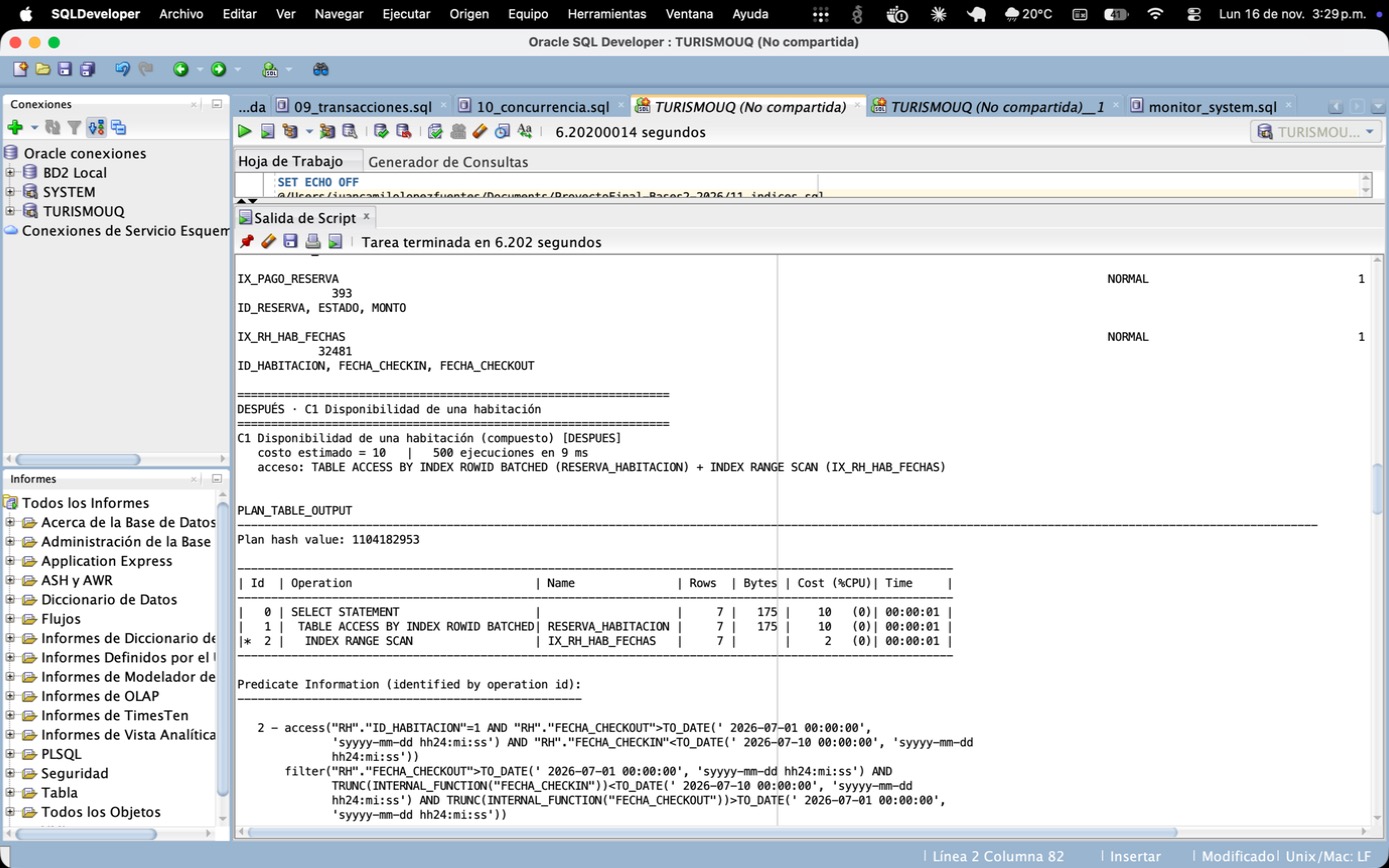 SQLDeveloper Archivo Editar Ver Navegar Ejecutar Origen Equipo Herramientas Ventana Ayuda 20°C 41 Lun 16 de nov. 3:29 p.m.
Oracle SQL Developer : TURISMOUQ (No compartida)
Conexiones
Oracle conexiones
BD2 Local
SYSTEM
TURISMOUQ
Conexiones de Servicio Esquem
Informes
Todos los Informes
Acerca de la Base de Datos
Administración de la Base
Application Express
ASH y AWR
Diccionario de Datos
Flujos
Informes de Diccionario de
Informes Definidos por el
Informes de Modelador de
Informes de OLAP
Informes de TimesTen
Informes de Vista Analítica
PLSQL
Seguridad
Tabla
Todos los Objetos
...da 09_transacciones.sql 10_concurrencia.sql TURISMOUQ (No compartida) TURISMOUQ (No compartida)__1 monitor_system.sql
6.20200014 segundos TURISMOU...
Hoja de Trabajo Generador de Consultas
SET ECHO OFF
@/Users/juancamilolopezfuentes/Documents/ProyectoFinal-Bases2-2026/11_indices.sql
Salida de Script
Tarea terminada en 6.202 segundos
IX_PAGO_RESERVA NORMAL 1
393
ID_RESERVA, ESTADO, MONTO
IX_RH_HAB_FECHAS NORMAL 1
32481
ID_HABITACION, FECHA_CHECKIN, FECHA_CHECKOUT
================================================================
DESPUÉS · C1 Disponibilidad de una habitación
================================================================
C1 Disponibilidad de una habitación (compuesto) [DESPUES]
costo estimado = 10 | 500 ejecuciones en 9 ms
acceso: TABLE ACCESS BY INDEX ROWID BATCHED (RESERVA_HABITACION) + INDEX RANGE SCAN (IX_RH_HAB_FECHAS)
PLAN_TABLE_OUTPUT
Plan hash value: 1104182953
| Id | Operation | Name | Rows | Bytes | Cost (%CPU)| Time |
| 0 | SELECT STATEMENT | | 7 | 175 | 10 (0)| 00:00:01 |
| 1 | TABLE ACCESS BY INDEX ROWID BATCHED| RESERVA_HABITACION | 7 | 175 | 10 (0)| 00:00:01 |
|* 2 | INDEX RANGE SCAN | IX_RH_HAB_FECHAS | 7 | | 2 (0)| 00:00:01 |
Predicate Information (identified by operation id):
2 - access("RH"."ID_HABITACION"=1 AND "RH"."FECHA_CHECKOUT">TO_DATE(' 2026-07-01 00:00:00',
'syyyy-mm-dd hh24:mi:ss') AND "RH"."FECHA_CHECKIN"<TO_DATE(' 2026-07-10 00:00:00', 'syyyy-mm-dd
hh24:mi:ss'))
filter("RH"."FECHA_CHECKOUT">TO_DATE(' 2026-07-01 00:00:00', 'syyyy-mm-dd hh24:mi:ss') AND
TRUNC(INTERNAL_FUNCTION("FECHA_CHECKIN"))<TO_DATE(' 2026-07-10 00:00:00', 'syyyy-mm-dd
hh24:mi:ss') AND TRUNC(INTERNAL_FUNCTION("FECHA_CHECKOUT"))>TO_DATE(' 2026-07-01 00:00:00',
'syyyy-mm-dd hh24:mi:ss'))
Línea 2 Columna 82 Insertar Modificado Unix/Mac: LF